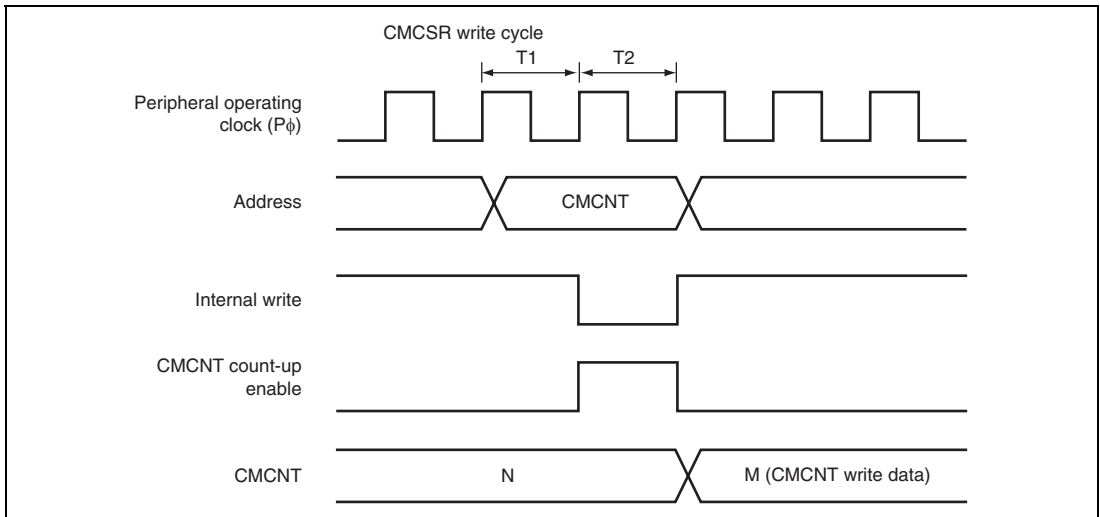 CMCSR write cycle
T1 T2
Peripheral operating
clock (Pϕ)
Address
CMCNT
Internal write
CMCNT count-up
enable
CMCNT
N
M (CMCNT write data)